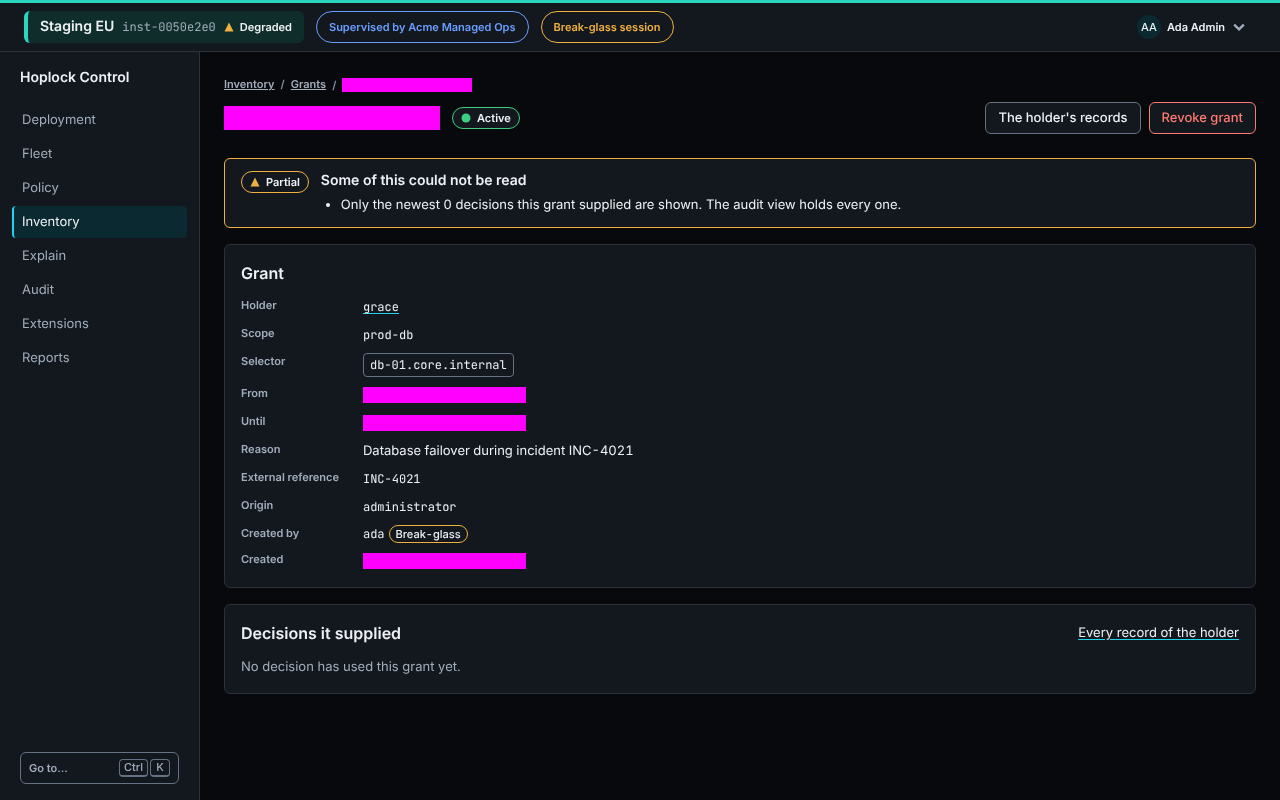 Staging EU inst-0050e2e0 Degraded
Supervised by Acme Managed Ops
Break-glass session
AA Ada Admin
Hoplock Control
Deployment
Fleet
Policy
Inventory
Explain
Audit
Extensions
Reports
Go to... Ctrl K
Inventory / Grants /
Active
The holder's records
Revoke grant
Partial
Some of this could not be read
• Only the newest 0 decisions this grant supplied are shown. The audit view holds every one.
Grant
Holder grace
Scope prod-db
Selector db-01.core.internal
From
Until
Reason Database failover during incident INC-4021
External reference INC-4021
Origin administrator
Created by ada Break-glass
Created
Decisions it supplied
Every record of the holder
No decision has used this grant yet.